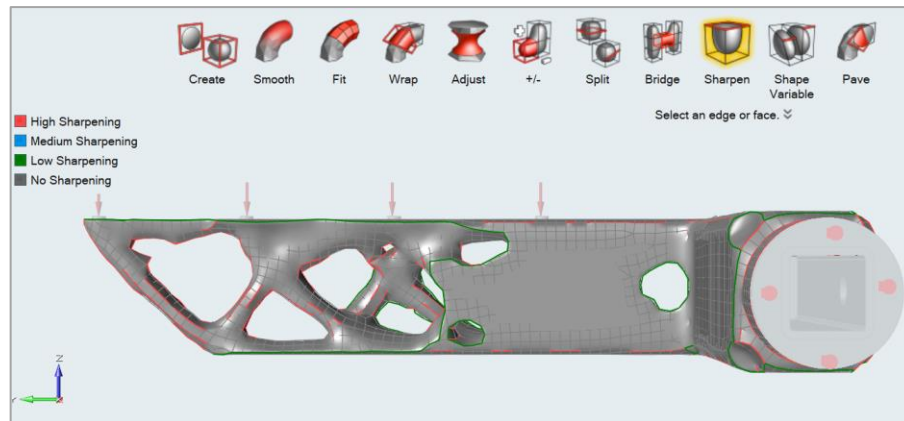 Create
Smooth
Fit
Wrap
Adjust
+/-
Split
Bridge
Sharpen
Shape
Variable
Pave
Select an edge or face.
High Sharpening
Medium Sharpening
Low Sharpening
No Sharpening
Z
Y